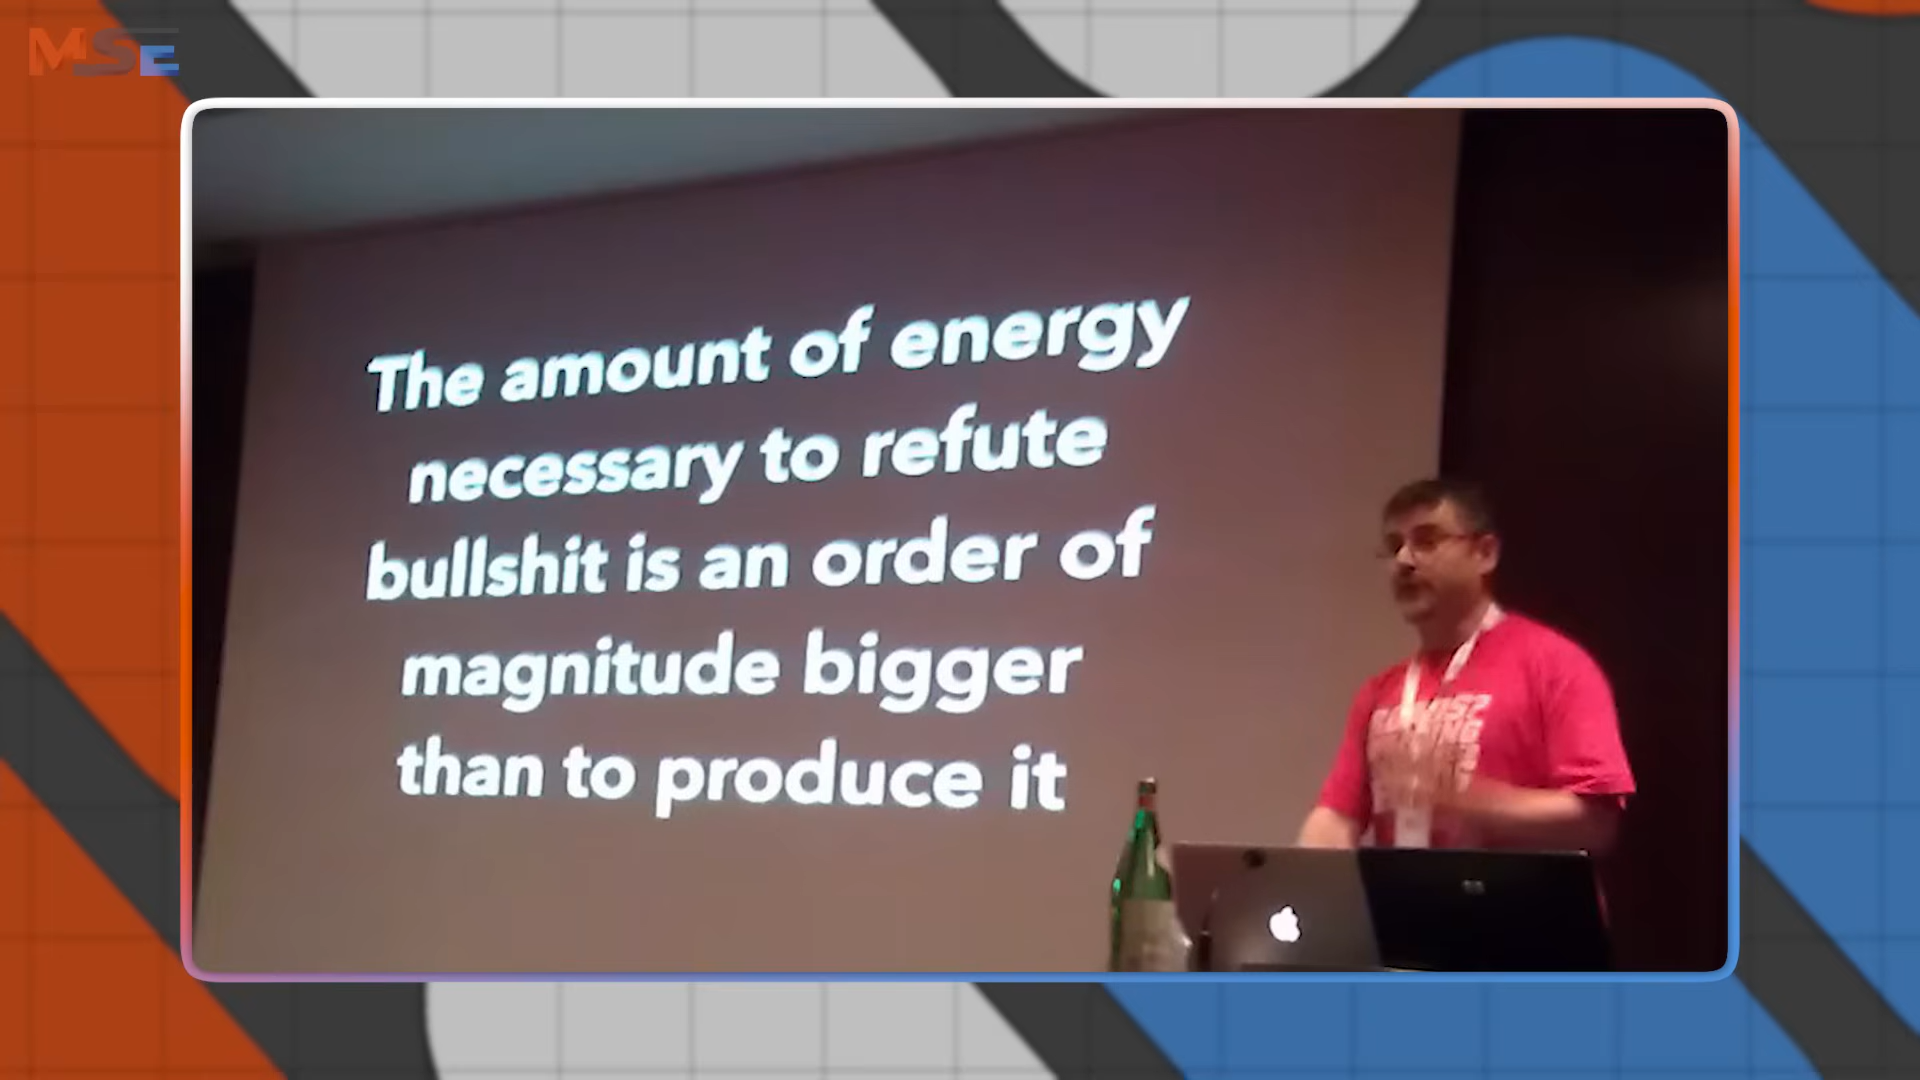 MSE
The amount of energy
necessary to refute
bullshit is an order of
magnitude bigger
than to produce it